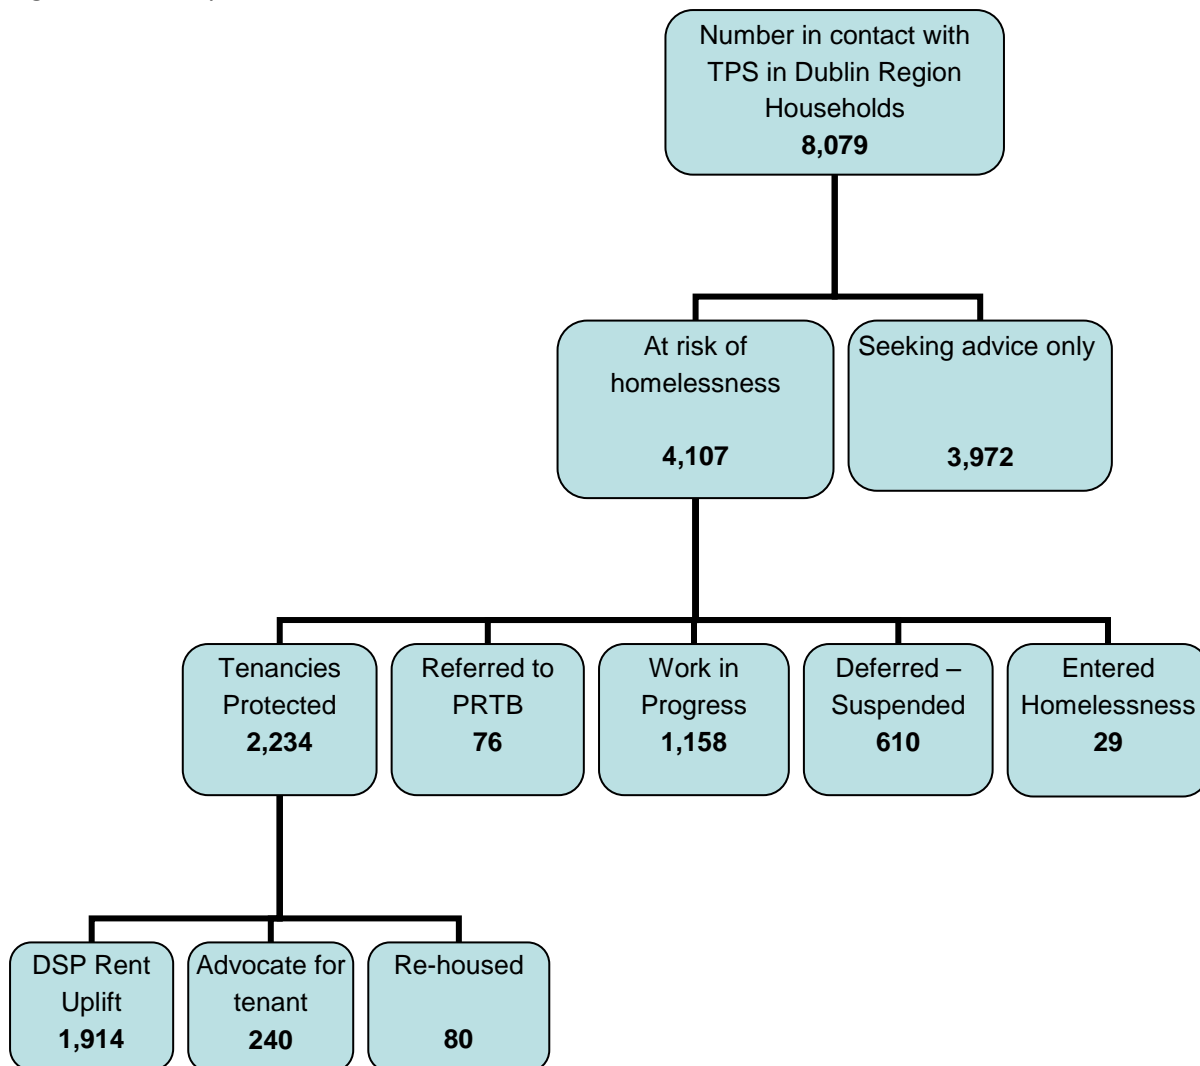 Number in contact with
TPS in Dublin Region
Households
8,079
At risk of
homelessness
4,107
Seeking advice only
3,972
Tenancies
Protected
2,234
Referred to
PRTB
76
Work in
Progress
1,158
Deferred –
Suspended
610
Entered
Homelessness
29
DSP Rent
Uplift
1,914
Advocate for
tenant
240
Re-housed
80